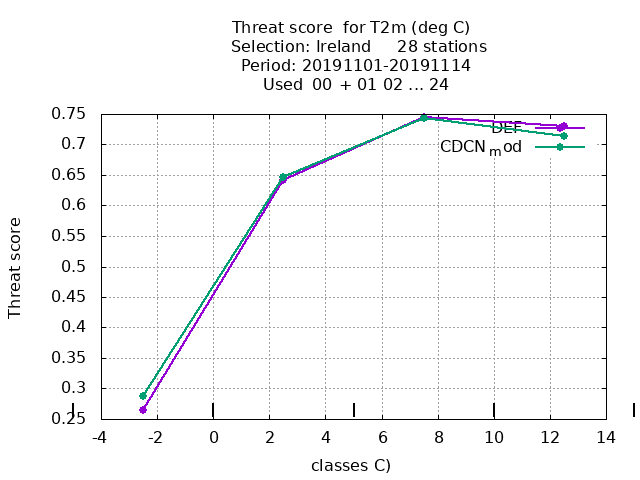 Threat score for T2m (deg C)
Selection: Ireland 28 stations
Period: 20191101-20191114
Used 00 + 01 02 ... 24
0.75
0.7
0.65
0.6
0.55
0.5
0.45
0.4
0.35
0.3
0.25
Threat score
DEF
CDCNmod
-4 -2 0 2 4 6 8 10 12 14
classes C)